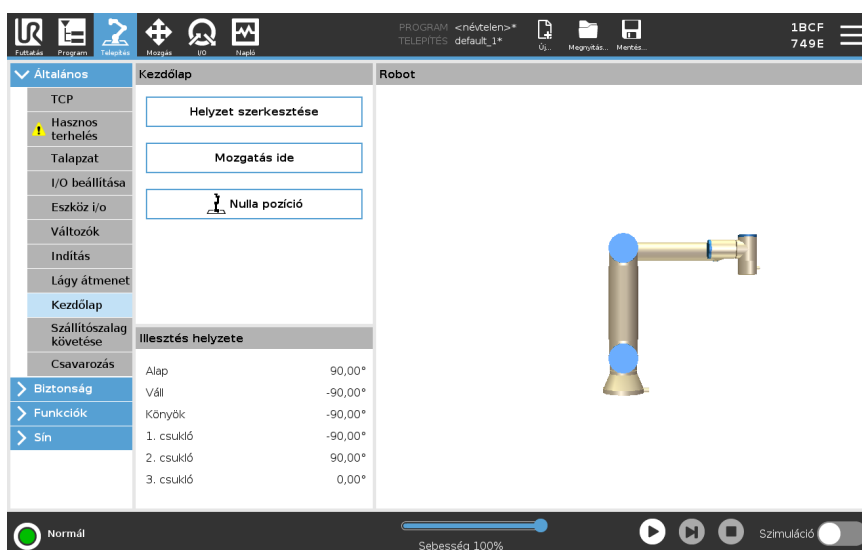 PROGRAM <névtelen>*
TELEPÍTÉS default_1*
1BCF
749E
Futtatás Program Telepítés Mozgás I/O Napló
Új... Megnyitás... Mentés...
Általános
TCP
Hasznos
terhelés
Talapzat
I/O beállítása
Eszköz i/o
Változók
Indítás
Lágy átmenet
Kezdőlap
Szállítószalag
követése
Csavarozás
Biztonság
Funkciók
Sín
Kezdőlap
Helyzet szerkesztése
Mozgatás ide
Nulla pozíció
Illesztés helyzete
Alap 90,00°
Váll -90,00°
Könyök -90,00°
1. csukló -90,00°
2. csukló 90,00°
3. csukló 0,00°
Robot
Normál
Sebesség 100%
Szimuláció